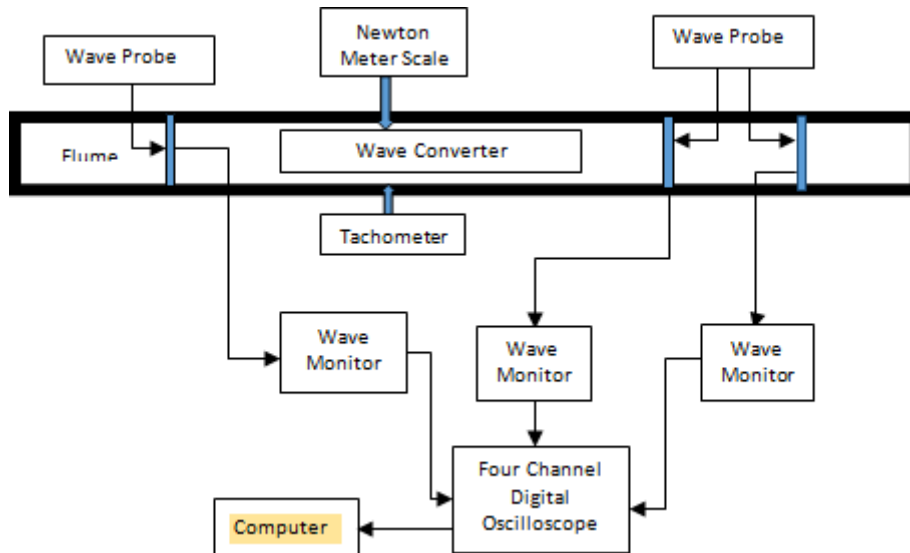 Wave Probe
Newton
Meter Scale
Wave Probe
Flume
Wave Converter
Tachometer
Wave
Monitor
Wave
Monitor
Wave
Monitor
Four Channel
Digital
Oscilloscope
Computer